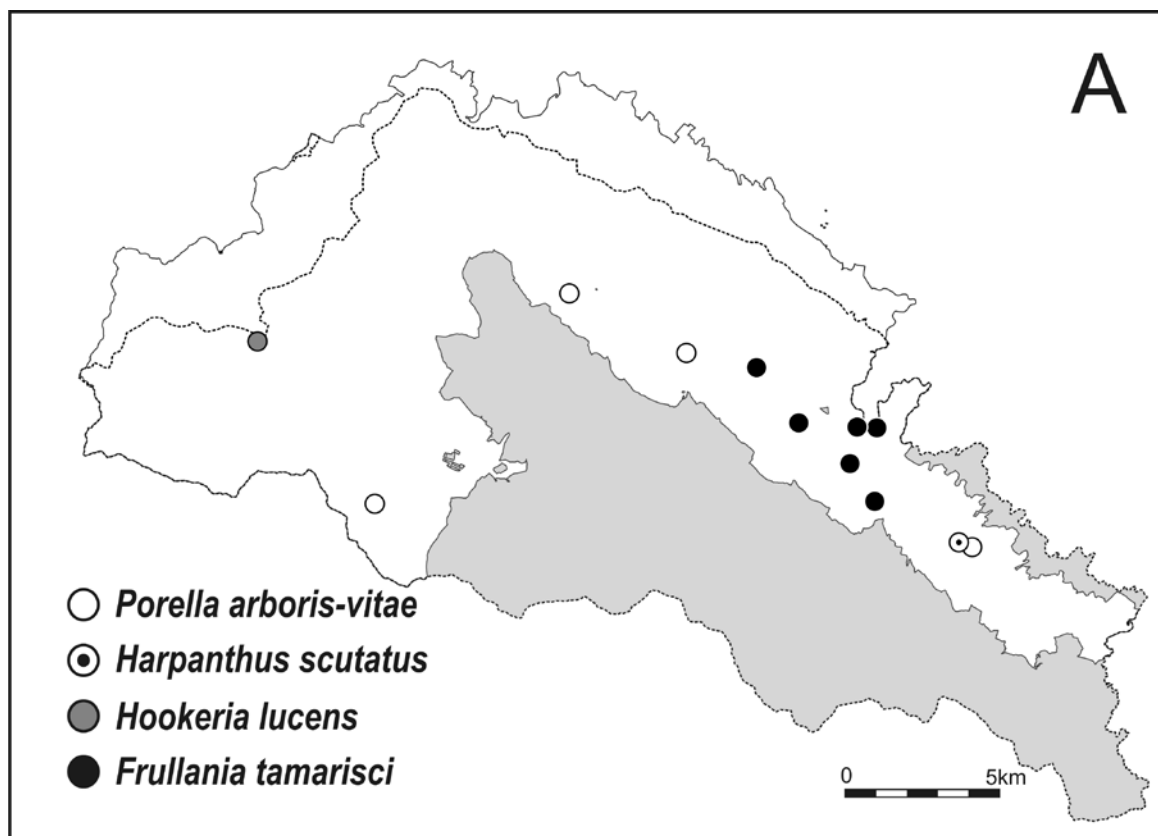 A
Porella arboris-vitae
Harpanthus scutatus
Hookeria lucens
Frullania tamarisci
0 5km